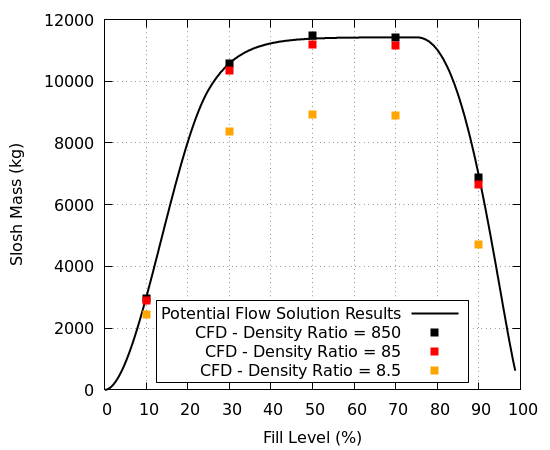 12000
10000
8000
6000
4000
2000
0
Slosh Mass (kg)
Potential Flow Solution Results
CFD - Density Ratio = 850
CFD - Density Ratio = 85
CFD - Density Ratio = 8.5
0 10 20 30 40 50 60 70 80 90 100
Fill Level (%)